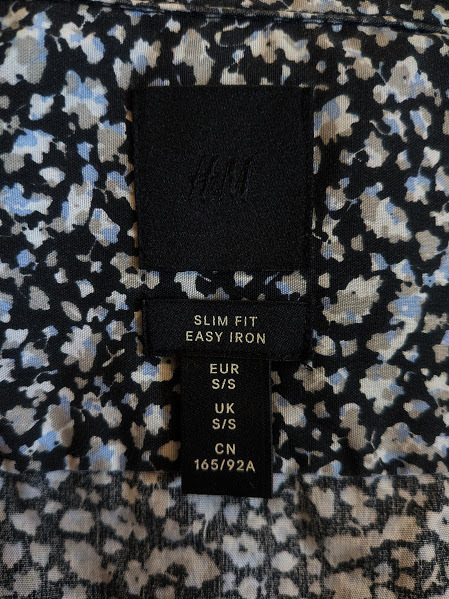 H&M
SLIM FIT
EASY IRON
EUR
S/S
UK
S/S
CN
165/92A